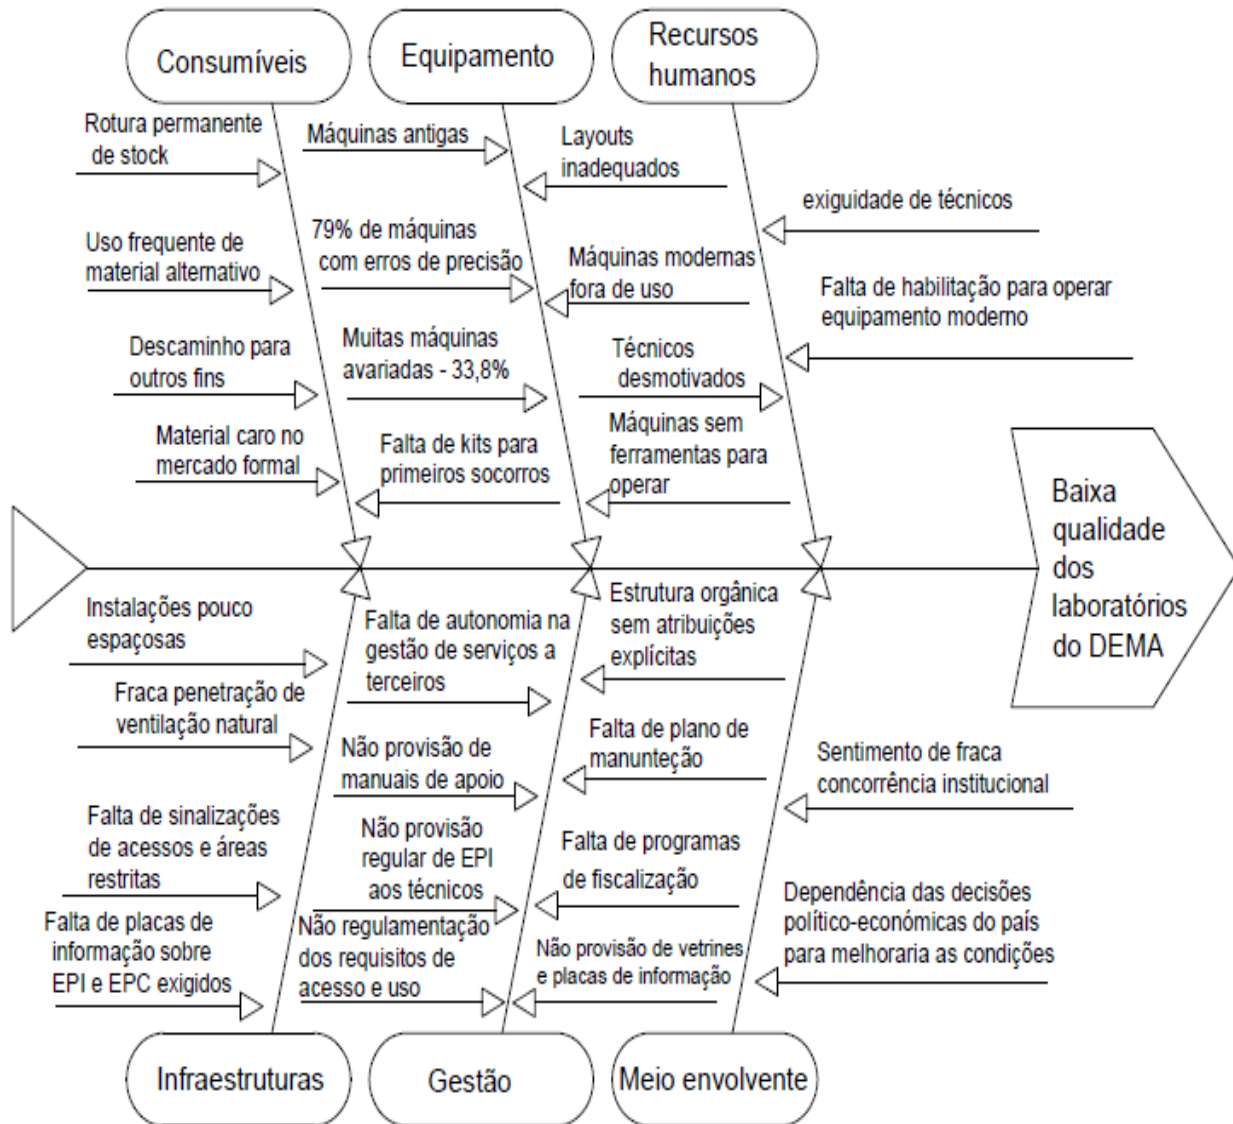 Consumíveis
Equipamento
Recursos
humanos
Rotura permanente
de stock
Máquinas antigas
Layouts
inadequados
exiguidade de técnicos
Uso frequente de
material alternativo
79% de máquinas
com erros de precisão
Máquinas modernas
fora de uso
Falta de habilitação para operar
equipamento moderno
Descaminho para
outros fins
Muitas máquinas
avariadas - 33,8%
Técnicos
desmotivados
Material caro no
mercado formal
Falta de kits para
primeiros socorros
Máquinas sem
ferramentas para
operar
Baixa
qualidade
dos
laboratórios
do DEMA
Instalações pouco
espaçosas
Falta de autonomia na
gestão de serviços a
terceiros
Estrutura orgânica
sem atribuições
explícitas
Fraca penetração de
ventilação natural
Não provisão de
manuais de apoio
Falta de plano de
manunteção
Sentimento de fraca
concorrência institucional
Falta de sinalizações
de acessos e áreas
restritas
Não provisão
regular de EPI
aos técnicos
Falta de programas
de fiscalização
Dependência das decisões
político-económicas do país
para melhoraria as condições
Falta de placas de
informação sobre
EPI e EPC exigidos
Não regulamentação
dos requisitos de
acesso e uso
Não provisão de vetrines
e placas de informação
Infraestruturas
Gestão
Meio envolvente